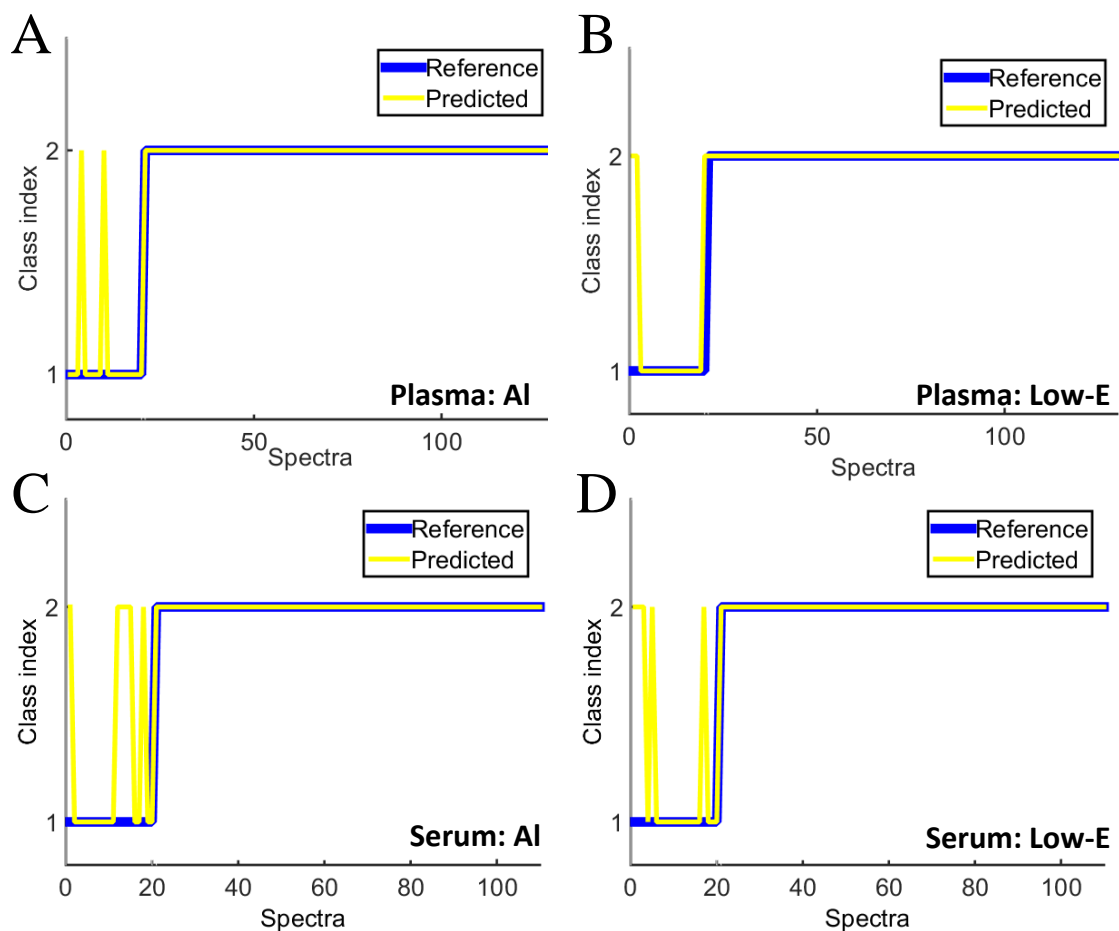 A
Reference
Predicted
2
Class index
1
Plasma: Al
0
50
100
Spectra
B
Reference
Predicted
2
Class index
1
Plasma: Low-E
0
50
100
Spectra
C
Reference
Predicted
2
Class index
1
Serum: Al
0 20 40 60 80 100
Spectra
D
Reference
Predicted
2
Class index
1
Serum: Low-E
0 20 40 60 80 100
Spectra